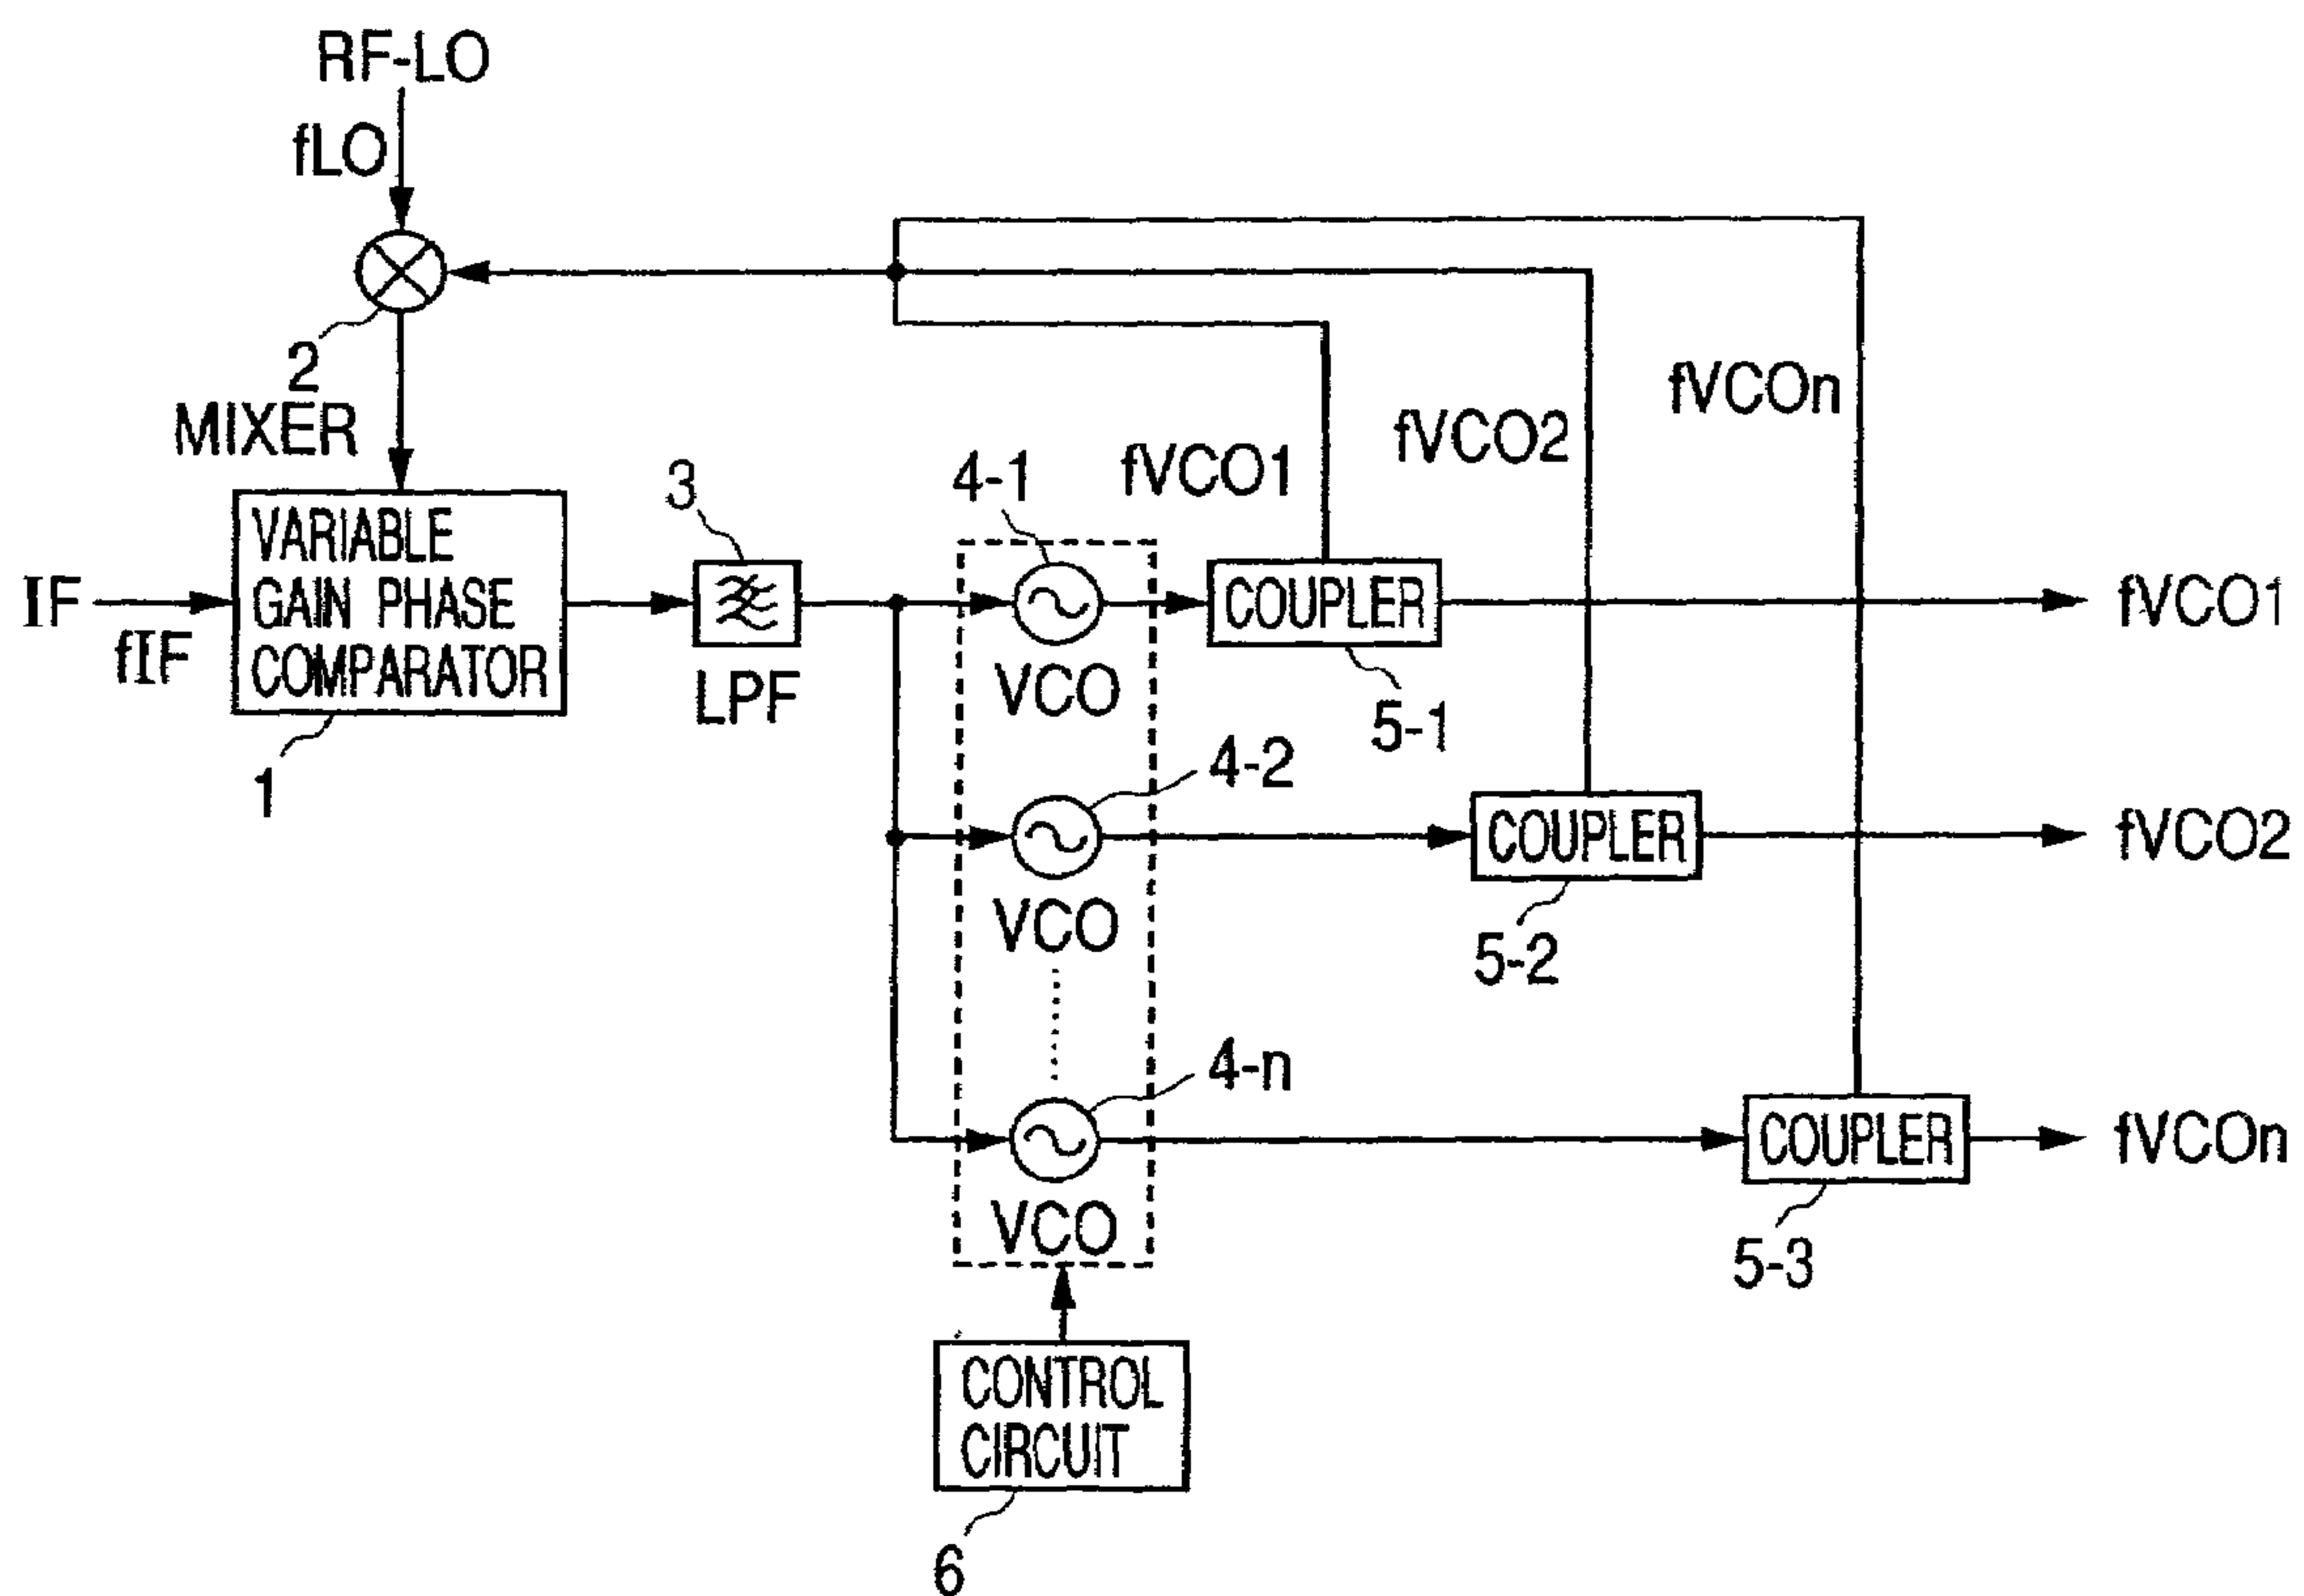 RF-LO
fLO
2
MIXER
fVCOn
fVCO2
fVCO1
VARIABLE
GAIN PHASE
COMPARATOR
1
IF
fIF
3
LPF
4-1
VCO
COUPLER
5-1
fVCO1
4-2
VCO
COUPLER
5-2
fVCO2
4-n
VCO
COUPLER
5-3
fVCOn
CONTROL
CIRCUIT
6